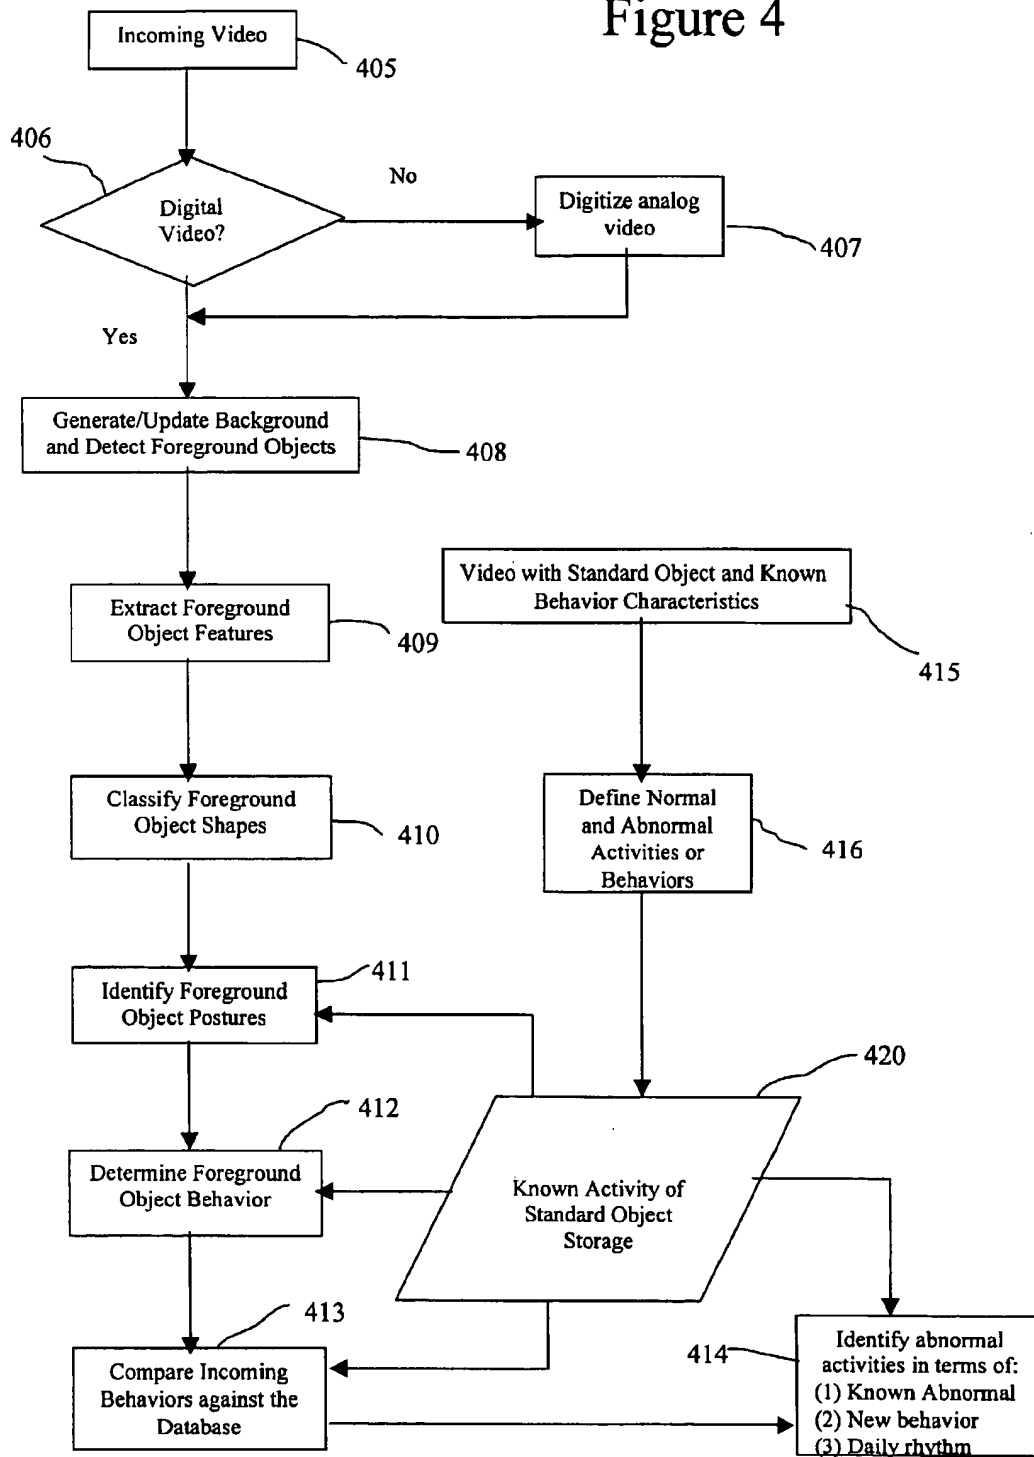 Figure 4
Incoming Video
405
406
Digital
Video?
No
Digitize analog
video
407
Yes
Generate/Update Background
and Detect Foreground Objects
408
Extract Foreground
Object Features
409
Video with Standard Object and Known
Behavior Characteristics
415
Classify Foreground
Object Shapes
410
Define Normal
and Abnormal
Activities or
Behaviors
416
Identify Foreground
Object Postures
411
420
Determine Foreground
Object Behavior
412
Known Activity of
Standard Object
Storage
Compare Incoming
Behaviors against the
Database
413
414
Identify abnormal
activities in terms of:
(1) Known Abnormal
(2) New behavior
(3) Daily rhythm